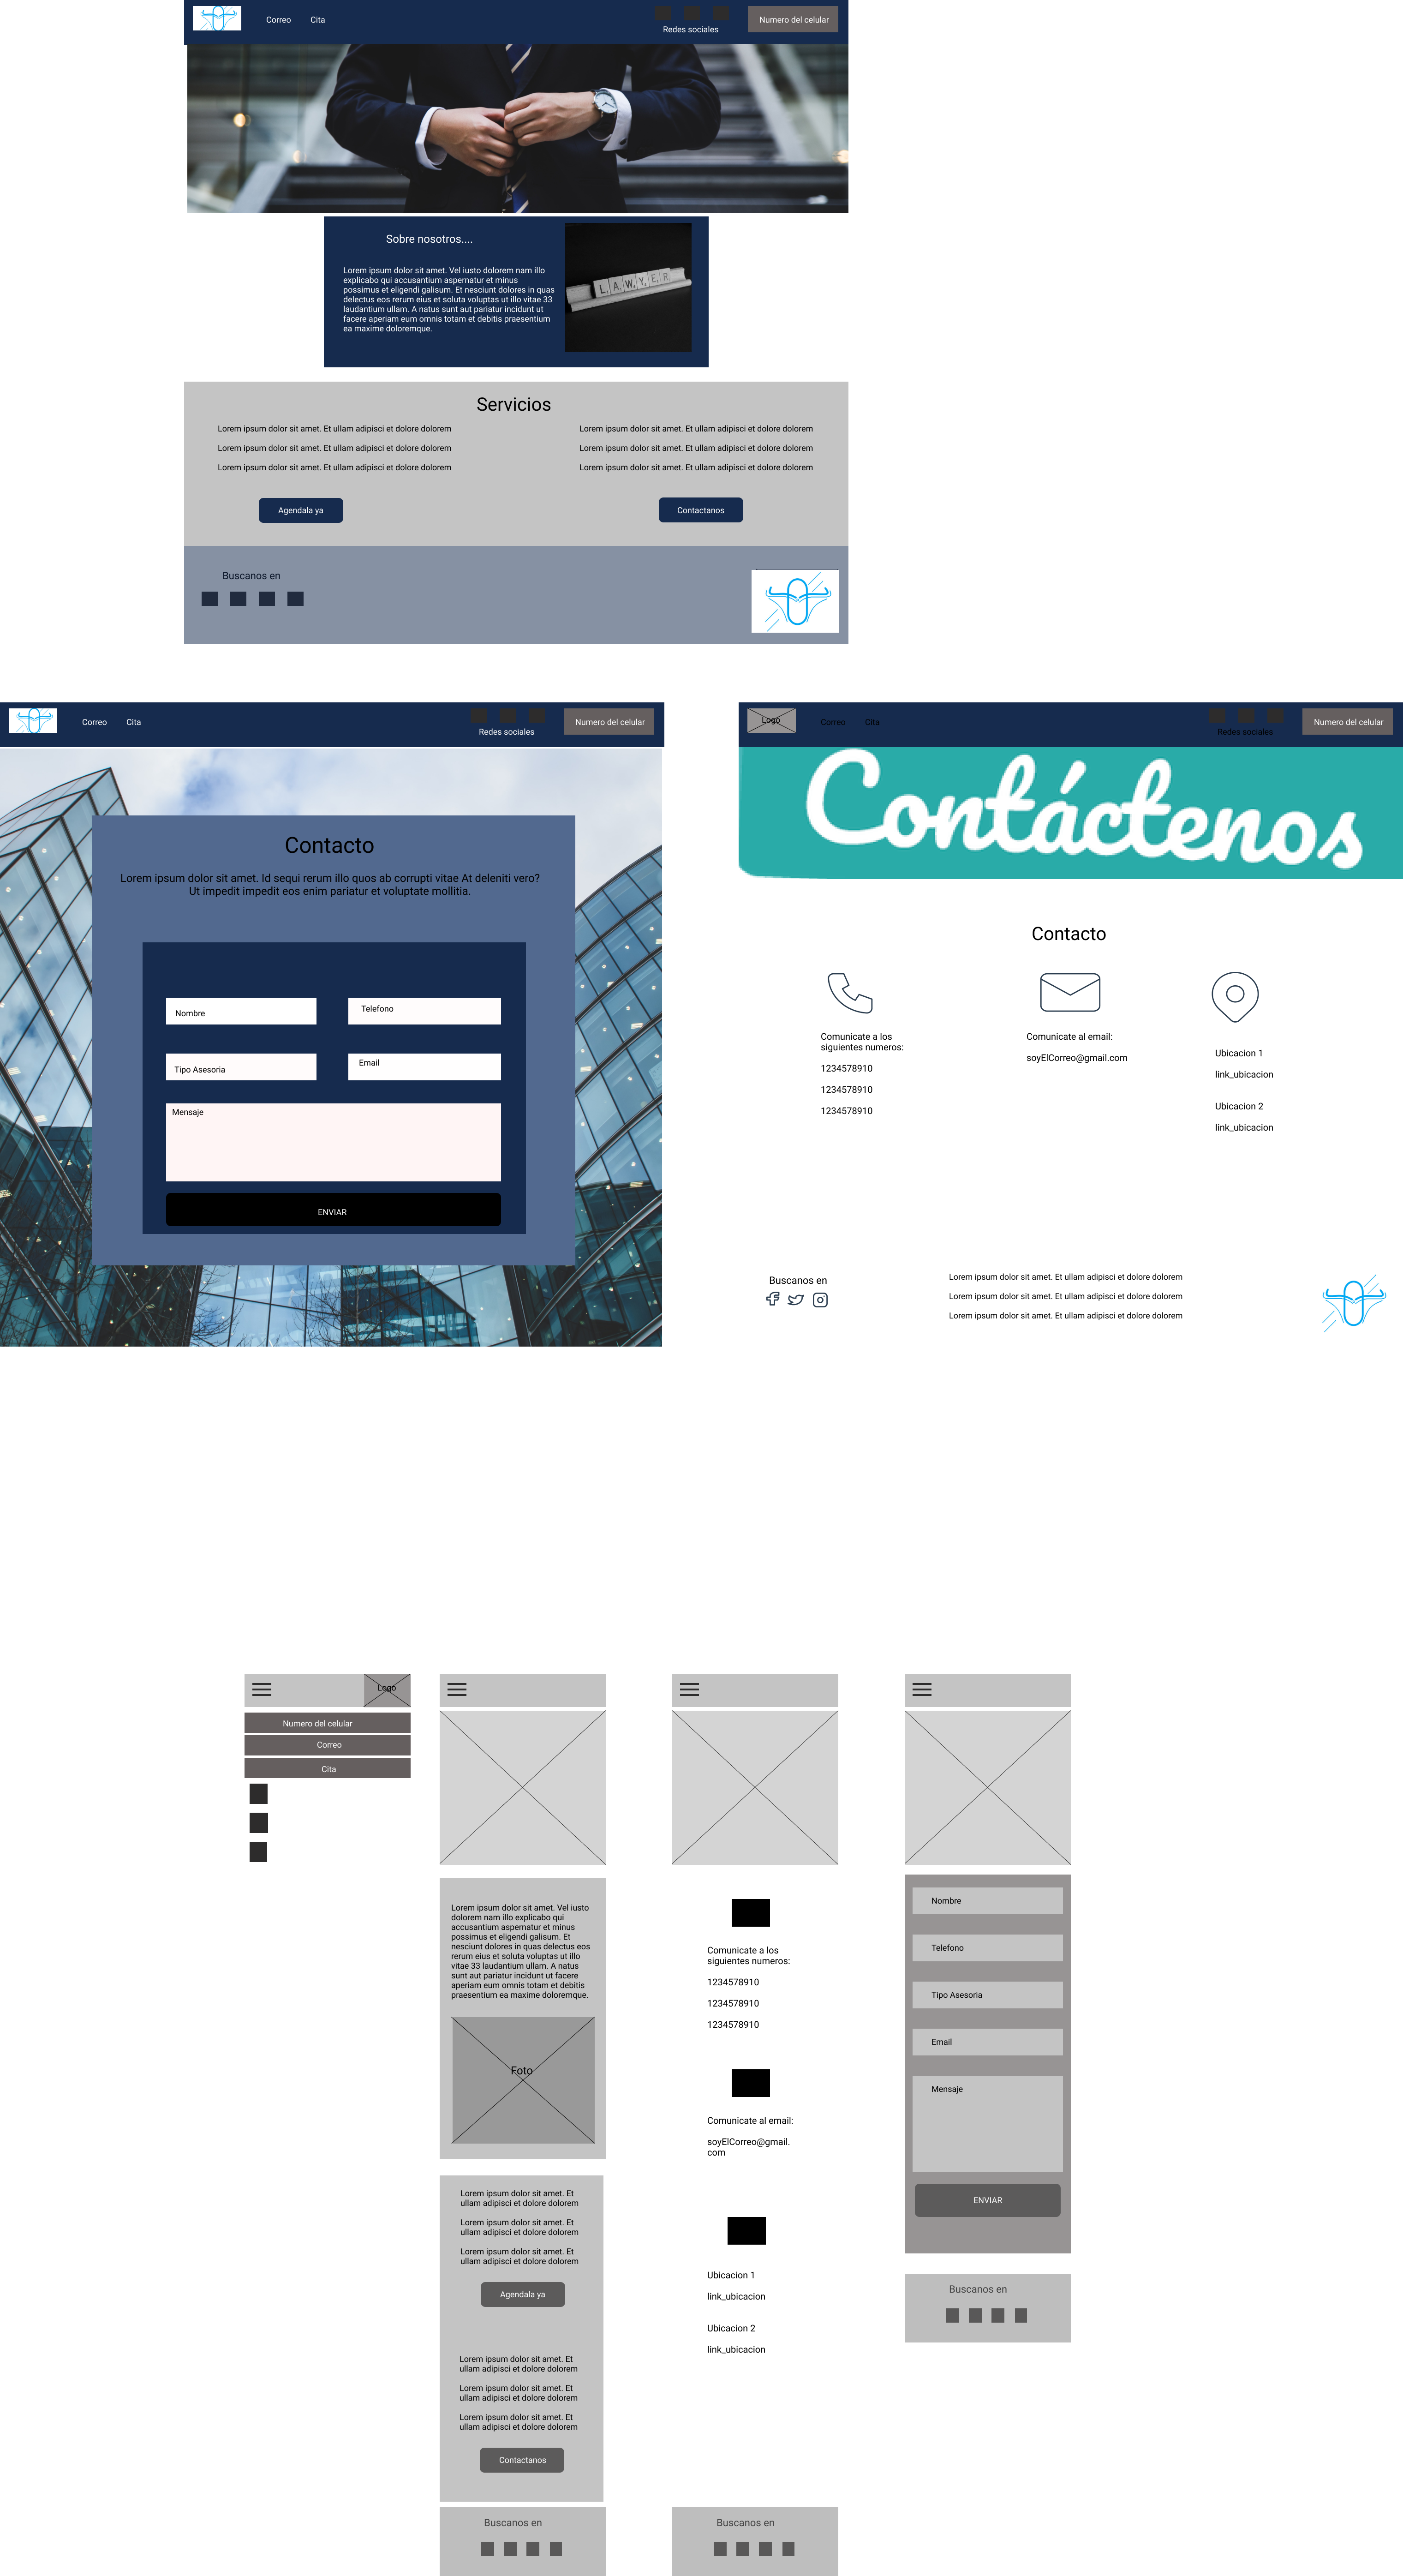 Correo
Cita
Redes sociales
Numero del celular
Sobre nosotros....
Lorem ipsum dolor sit amet. Vel iusto dolorem nam illo
explicabo qui accusantium aspernatur et minus
possimus et eligendi galisum. Et nesciunt dolores in quas
delectus eos rerum eius et soluta voluptas ut illo vitae 33
laudantium ullam. A natus sunt aut pariatur incidunt ut
facere aperiam eum omnis totam et debitis praesentium
ea maxime doloremque.
LAWYER
Servicios
Lorem ipsum dolor sit amet. Et ullam adipisci et dolore dolorem
Lorem ipsum dolor sit amet. Et ullam adipisci et dolore dolorem
Lorem ipsum dolor sit amet. Et ullam adipisci et dolore dolorem
Agendala ya
Lorem ipsum dolor sit amet. Et ullam adipisci et dolore dolorem
Lorem ipsum dolor sit amet. Et ullam adipisci et dolore dolorem
Lorem ipsum dolor sit amet. Et ullam adipisci et dolore dolorem
Contactanos
Buscanos en
Correo
Cita
Redes sociales
Numero del celular
Contacto
Lorem ipsum dolor sit amet. Id sequi rerum illo quos ab corrupti vitae At deleniti vero?
Ut impedit impedit eos enim pariatur et voluptate mollitia.
Nombre
Telefono
Tipo Asesoria
Email
Mensaje
ENVIAR
Logo
Correo
Cita
Redes sociales
Numero del celular
Contáctenos
Contacto
Comunicate a los
siguientes numeros:
1234578910
1234578910
1234578910
Comunicate al email:
soyElCorreo@gmail.com
Ubicacion 1
link_ubicacion
Ubicacion 2
link_ubicacion
Buscanos en
Lorem ipsum dolor sit amet. Et ullam adipisci et dolore dolorem
Lorem ipsum dolor sit amet. Et ullam adipisci et dolore dolorem
Lorem ipsum dolor sit amet. Et ullam adipisci et dolore dolorem
Logo
Numero del celular
Correo
Cita
Lorem ipsum dolor sit amet. Vel iusto
dolorem nam illo explicabo qui
accusantium aspernatur et minus
possimus et eligendi galisum. Et
nesciunt dolores in quas delectus eos
rerum eius et soluta voluptas ut illo
vitae 33 laudantium ullam. A natus
sunt aut pariatur incidunt ut facere
aperiam eum omnis totam et debitis
praesentium ea maxime doloremque.
Foto
Lorem ipsum dolor sit amet. Et
ullam adipisci et dolore dolorem
Lorem ipsum dolor sit amet. Et
ullam adipisci et dolore dolorem
Lorem ipsum dolor sit amet. Et
ullam adipisci et dolore dolorem
Agendala ya
Lorem ipsum dolor sit amet. Et
ullam adipisci et dolore dolorem
Lorem ipsum dolor sit amet. Et
ullam adipisci et dolore dolorem
Lorem ipsum dolor sit amet. Et
ullam adipisci et dolore dolorem
Contactanos
Buscanos en
Comunicate a los
siguientes numeros:
1234578910
1234578910
1234578910
Comunicate al email:
soyElCorreo@gmail.
com
Ubicacion 1
link_ubicacion
Ubicacion 2
link_ubicacion
Buscanos en
Nombre
Telefono
Tipo Asesoria
Email
Mensaje
ENVIAR
Buscanos en